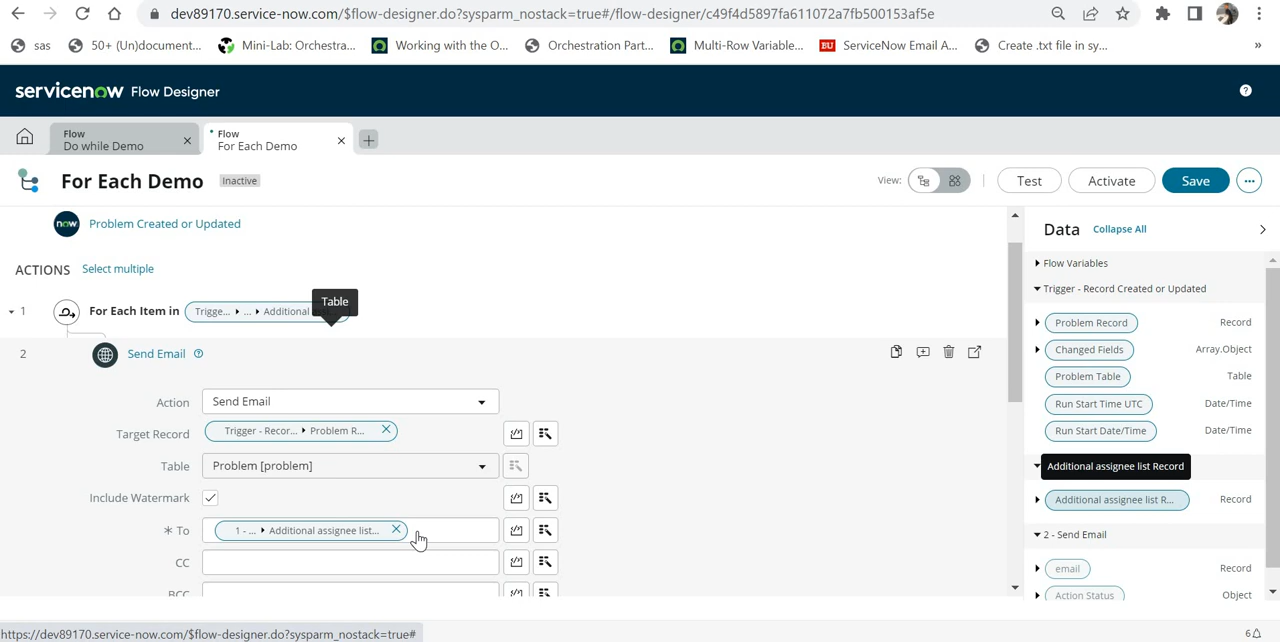 dev89170.service-now.com/$flow-designer.do?sysparm_nostack=true#/flow-designer/c49f4d5897fa611072a7fb500153af5e
sas
50+ (Un)document...
Mini-Lab: Orchestra...
Working with the O...
Orchestration Part...
Multi-Row Variable...
BU
ServiceNow Email A...
Create .txt file in sy...
»
servicenow Flow Designer
?
Flow
Do while Demo
Flow
For Each Demo
For Each Demo
Inactive
View:
Test
Activate
Save
now
Problem Created or Updated
Data
Collapse All
ACTIONS
Select multiple
Flow Variables
Trigger - Record Created or Updated
Table
1
For Each Item in
Trigge... ▸ ... ▸ Additional
Problem Record
Record
2
Send Email
Changed Fields
Array.Object
Problem Table
Table
Action
Send Email
Run Start Time UTC
Date/Time
Target Record
Trigger - Recor... ▸ Problem R...
Run Start Date/Time
Date/Time
Table
Problem [problem]
Additional assignee list Record
Include Watermark
Additional assignee list R...
Record
* To
1 - ... ▸ Additional assignee list...
2 - Send Email
CC
email
Record
BCC
Action Status
Object
https://dev89170.service-now.com/$flow-designer.do?sysparm_nostack=true#
6